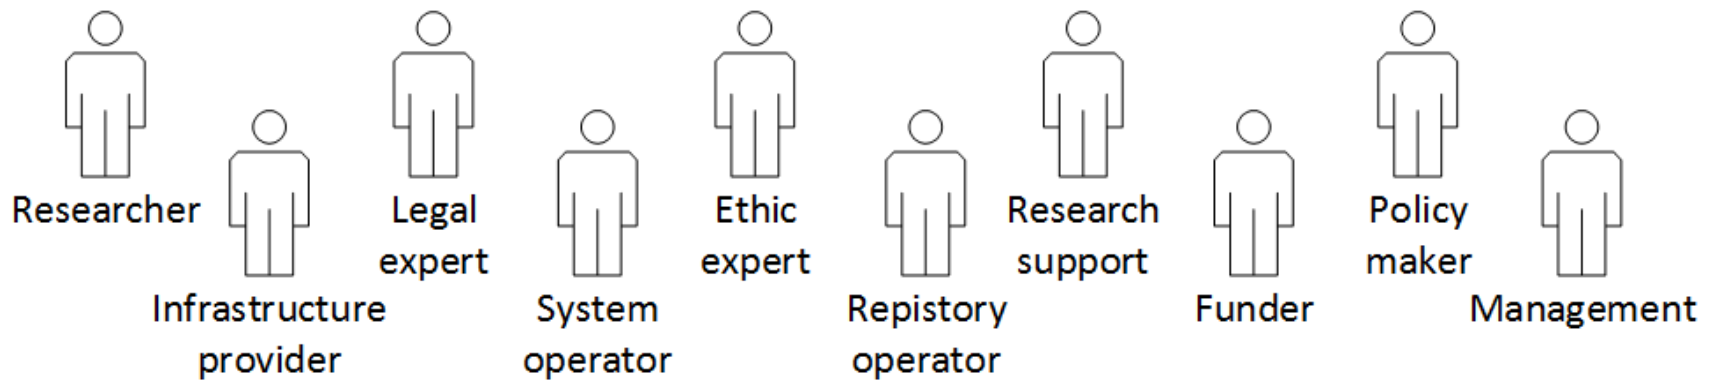 Researcher
Infrastructure
provider
Legal
expert
System
operator
Ethic
expert
Repistory
operator
Research
support
Funder
Policy
maker
Management